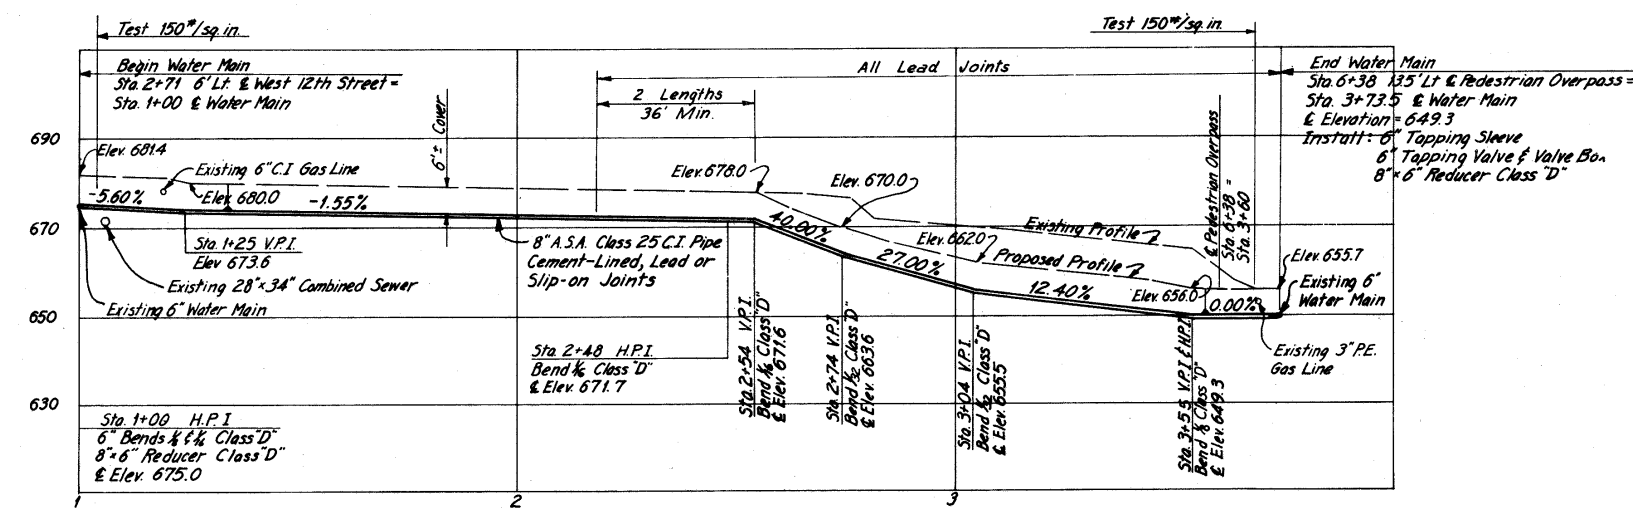 Test 150#/sq. in.
Test 150#/sq. in.
Begin Water Main
Sta. 2+71 6' Lt. ℄ West 12th Street =
Sta. 1+00 ℄ Water Main
All Lead Joints
2 Lengths
36' Min.
6'± Cover
End Water Main
Sta. 6+38 135' Lt ℄ Pedestrian Overpass =
Sta. 3+73.5 ℄ Water Main
℄ Elevation = 649.3
Install: 6" Tapping Sleeve
6" Tapping Valve & Valve Box
8"x6" Reducer Class "D"
690
670
650
630
Elev. 681.4
Existing 6" C.I Gas Line
Elev. 680.0
-5.60%
-1.55%
Sta. 1+25 V.P.I.
Elev 673.6
Existing 28"x34" Combined Sewer
Existing 6" Water Main
8" A.S.A. Class 25 C.I. Pipe
Cement-Lined, Lead or
Slip-on Joints
Elev. 678.0
Elev. 670.0
40.00%
27.00%
12.40%
0.00%
Elev. 662.0
Existing Profile
Proposed Profile
Elev. 656.0
℄ Pedestrian Overpass
Sta. 6+38 =
Sta. 3+60
Elev. 655.7
Existing 6"
Water Main
Existing 3" P.E.
Gas Line
Sta. 2+48 H.P.I.
Bend 1/16 Class "D"
℄ Elev. 671.7
Sta. 2+54 V.P.I.
Bend 1/16 Class "D"
℄ Elev. 671.6
Sta. 2+74 V.P.I.
Bend 1/32 Class "D"
℄ Elev. 663.6
Sta. 3+04 V.P.I.
Bend 1/32 Class "D"
℄ Elev. 655.5
Sta. 3+55 V.P.I & H.P.I.
Bend 1/8 Class "D"
℄ Elev. 649.3
Sta. 1+00 H.P.I
6" Bends 1/8 & 1/16 Class "D"
8"x6" Reducer Class "D"
℄ Elev. 675.0
1
2
3